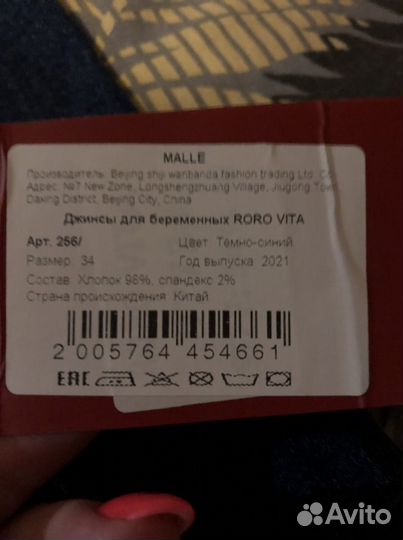 MALLE
Производитель: Beijing shiji wanbanda fashion trading Ltd. Co
Адрес: №7 New Zone, Longshengzhuang Village, Jiugong Town
Daxing District, Beijing City, China
Джинсы для беременных RORO VITA
Арт. 256/ Цвет: Темно-синий
Размер: 34 Год выпуска: 2021
Состав: Хлопок 98%, спандекс 2%
Страна происхождения: Китай
2 005764 454661
EAC
Avito